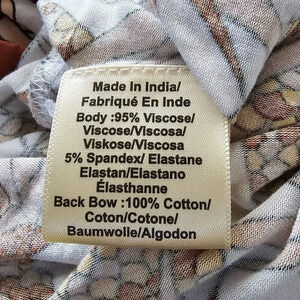 Made In India/
Fabriqué En Inde
Body :95% Viscose/
Viscose/Viscosa/
Viskose/Viscosa
5% Spandex/ Elastane
Elastan/Elastano
Élasthanne
Back Bow :100% Cotton/
Coton/Cotone/
Baumwolle/Algodon